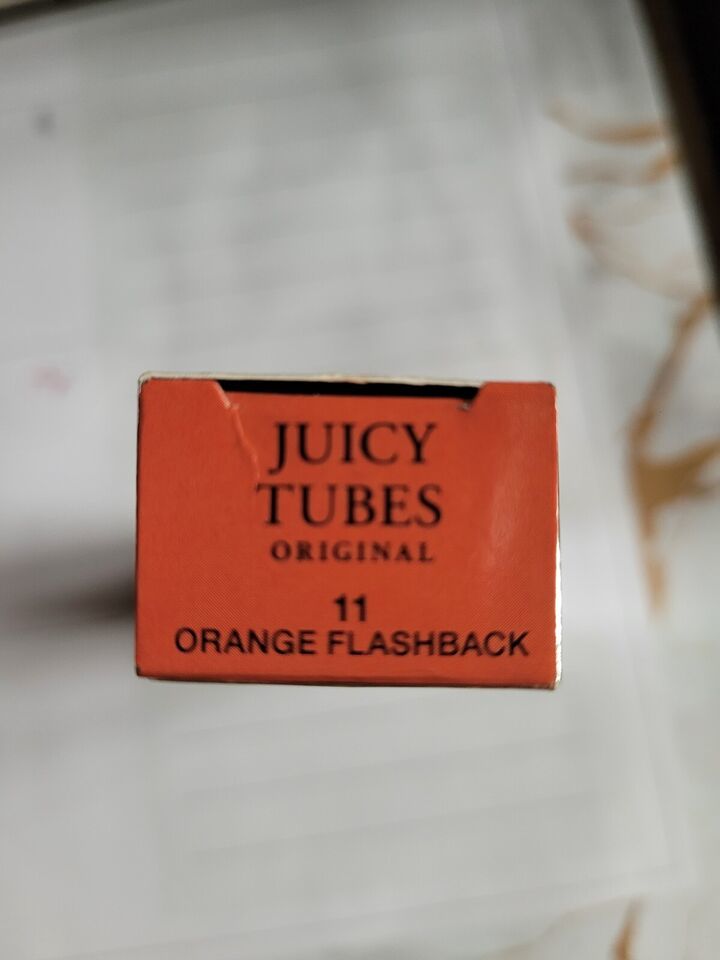 JUICY
TUBES
ORIGINAL
11
ORANGE FLASHBACK